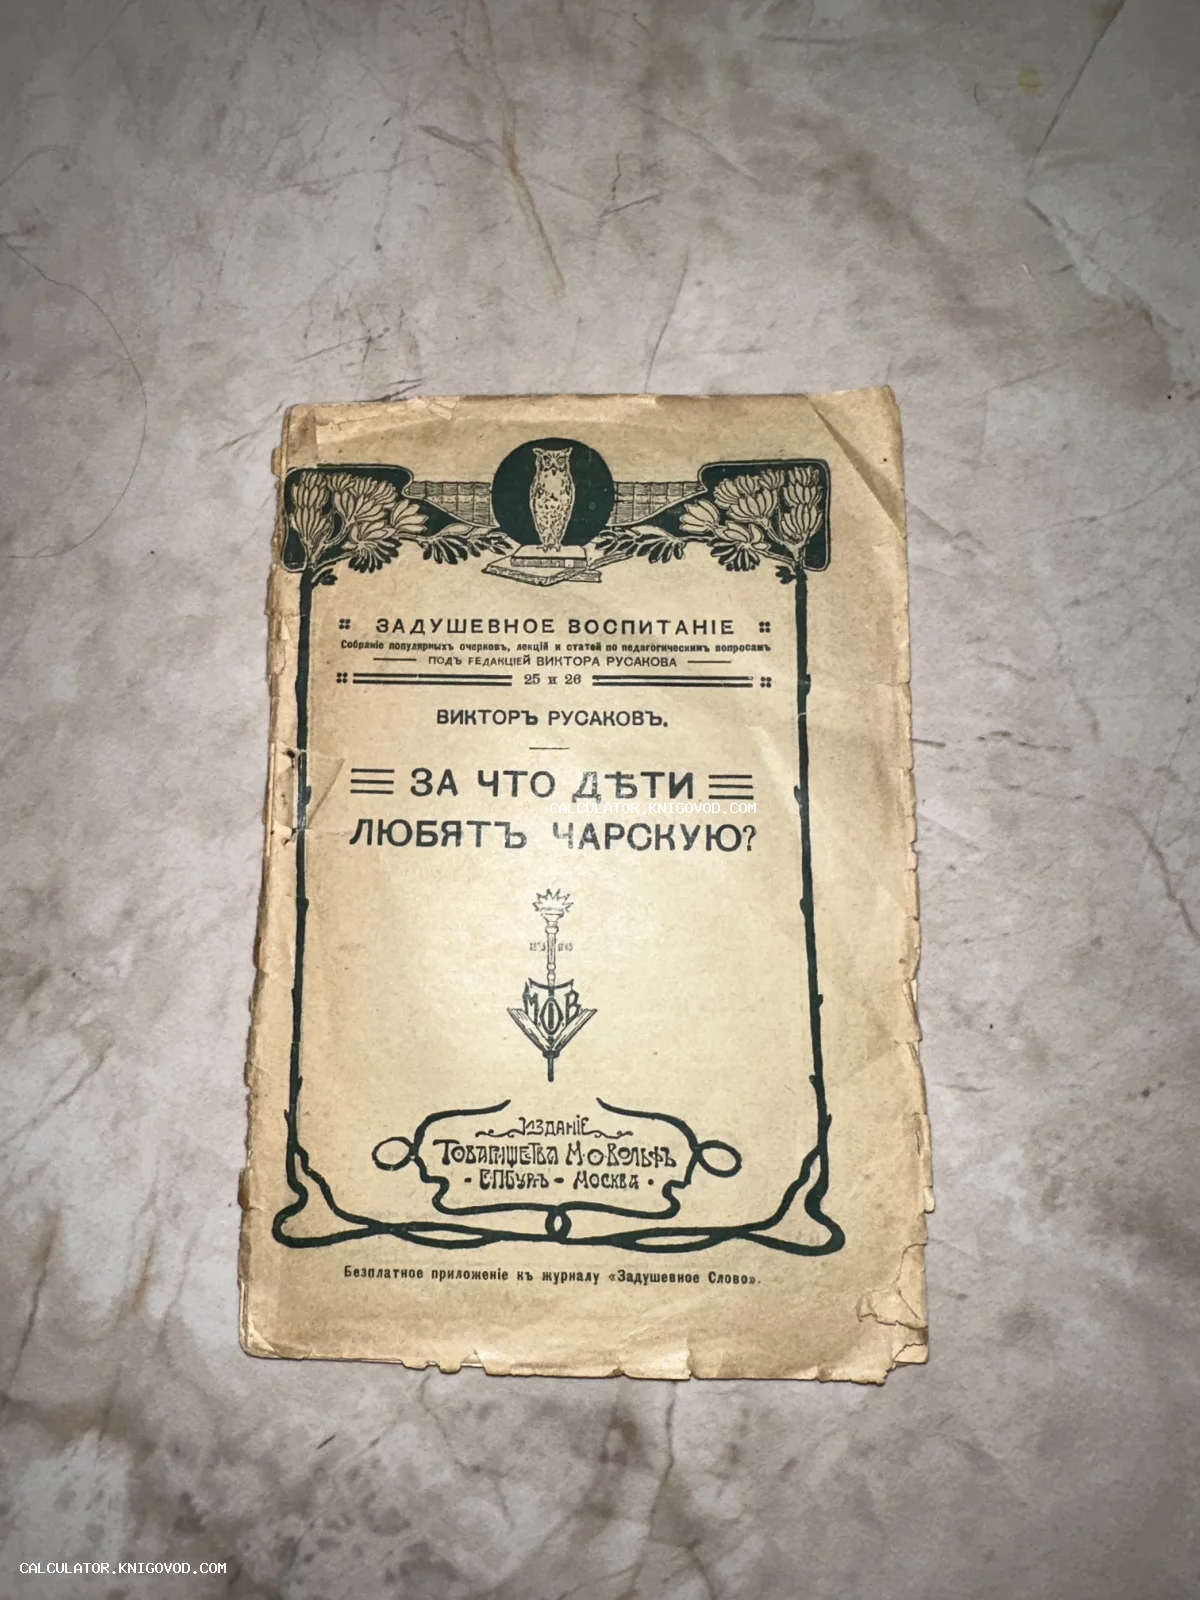 ЗАДУШЕВНОЕ ВОСПИТАНІЕ
Собраніе популярныхъ очерковъ, лекцій и статей по педагогическимъ вопросамъ
ПОДЪ РЕДАКЦІЕЙ ВИКТОРА РУСАКОВА
25 и 26
ВИКТОРЪ РУСАКОВЪ.
ЗА ЧТО ДѢТИ
CALCULATOR.KNIGOVOD.COM
ЛЮБЯТЪ ЧАРСКУЮ?
М.О.В.
ИЗДАНІЕ
ТОВАРИЩЕСТВА М.О.ВОЛЬФЪ
С.ПБУРГЪ - МОСКВА
Безплатное приложеніе къ журналу «Задушевное Слово».
CALCULATOR.KNIGOVOD.COM